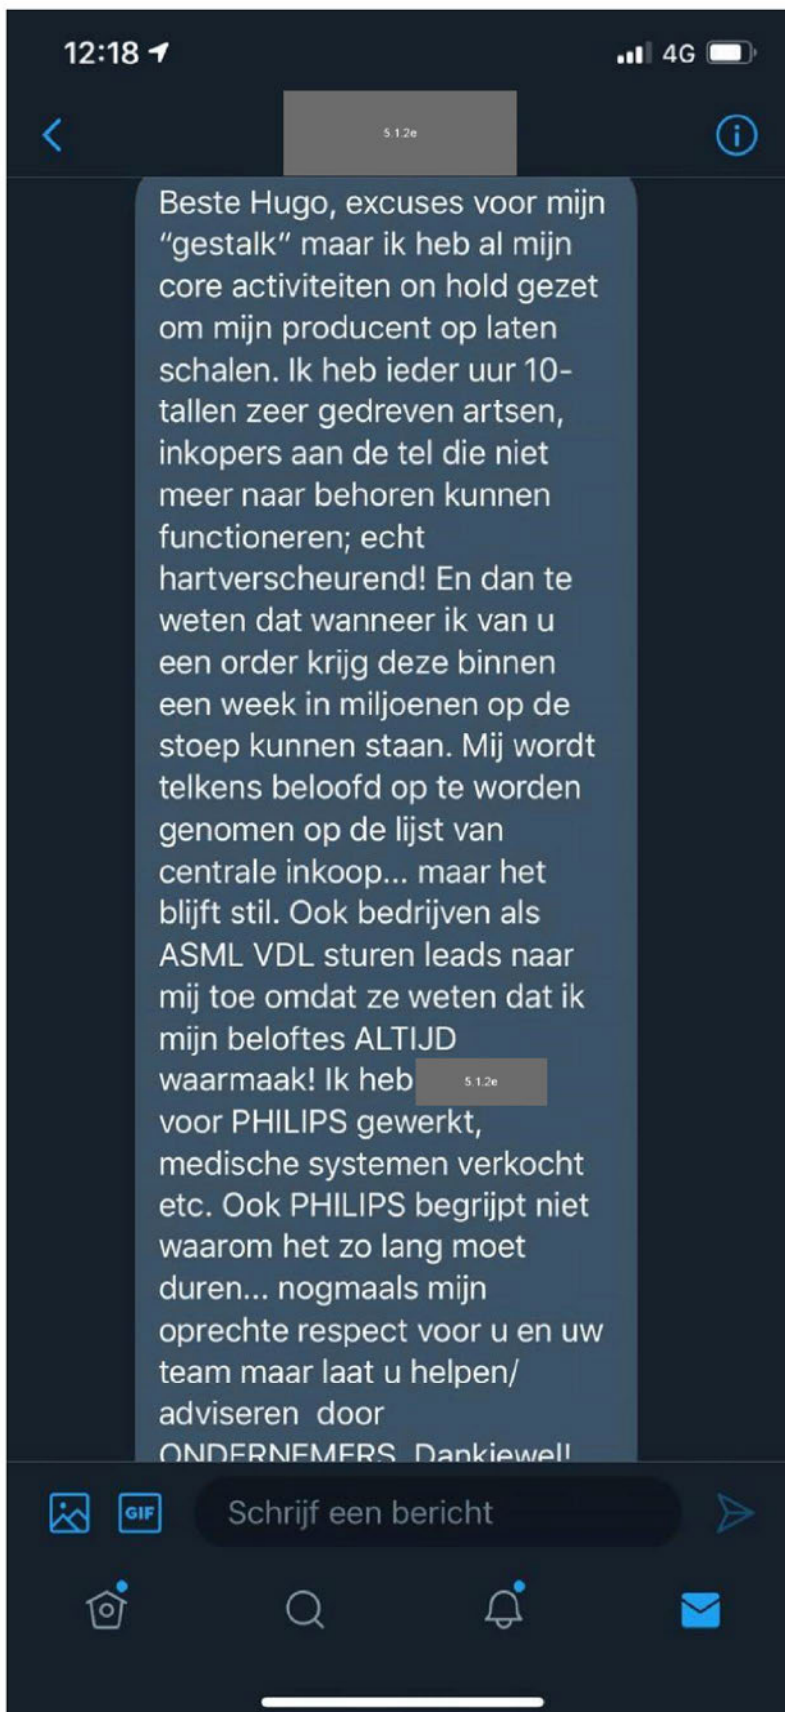 12:18
4G
5.1.2e
Beste Hugo, excuses voor mijn
“gestalk” maar ik heb al mijn
core activiteiten on hold gezet
om mijn producent op laten
schalen. Ik heb ieder uur 10-
tallen zeer gedreven artsen,
inkopers aan de tel die niet
meer naar behoren kunnen
functioneren; echt
hartverscheurend! En dan te
weten dat wanneer ik van u
een order krijg deze binnen
een week in miljoenen op de
stoep kunnen staan. Mij wordt
telkens beloofd op te worden
genomen op de lijst van
centrale inkoop... maar het
blijft stil. Ook bedrijven als
ASML VDL sturen leads naar
mij toe omdat ze weten dat ik
mijn beloftes ALTIJD
waarmaak! Ik heb 5.1.2e
voor PHILIPS gewerkt,
medische systemen verkocht
etc. Ook PHILIPS begrijpt niet
waarom het zo lang moet
duren... nogmaals mijn
oprechte respect voor u en uw
team maar laat u helpen/
adviseren door
ONDERNEMERS. Dankjewel!
GIF
Schrijf een bericht